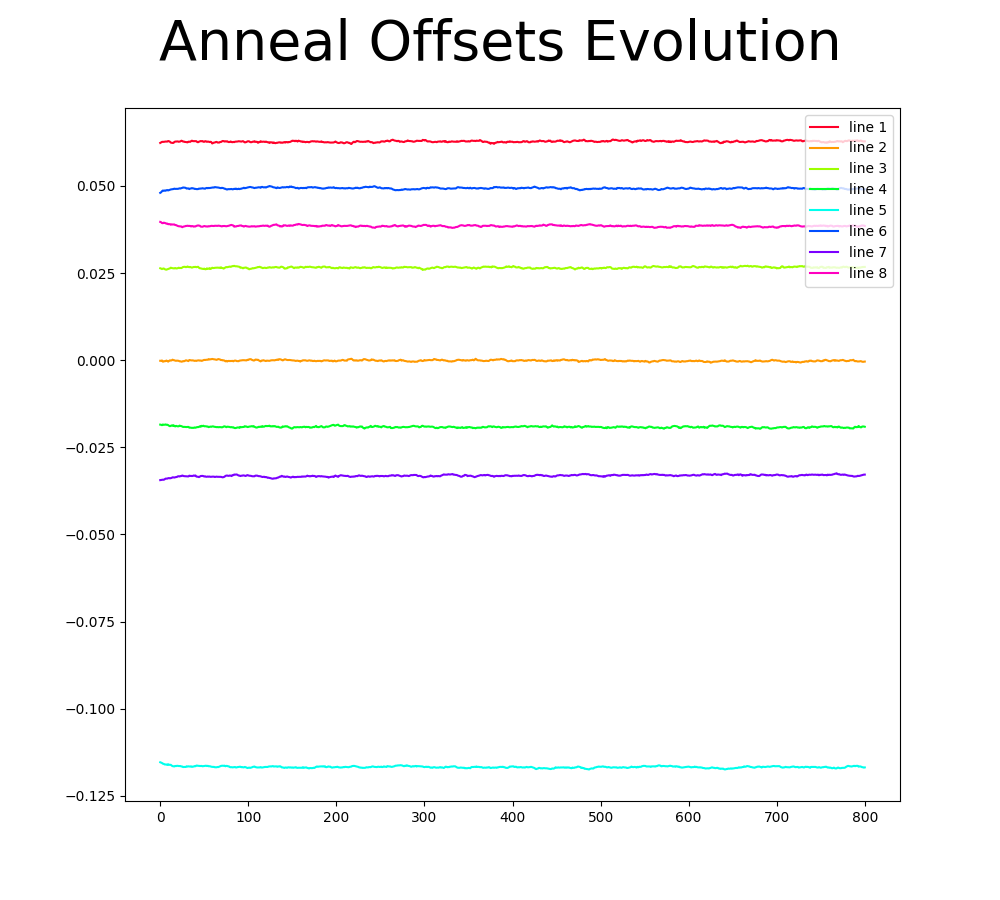 Anneal Offsets Evolution
line 1
line 2
line 3
line 4
line 5
line 6
line 7
line 8
0.050
0.025
0.000
−0.025
−0.050
−0.075
−0.100
−0.125
0 100 200 300 400 500 600 700 800